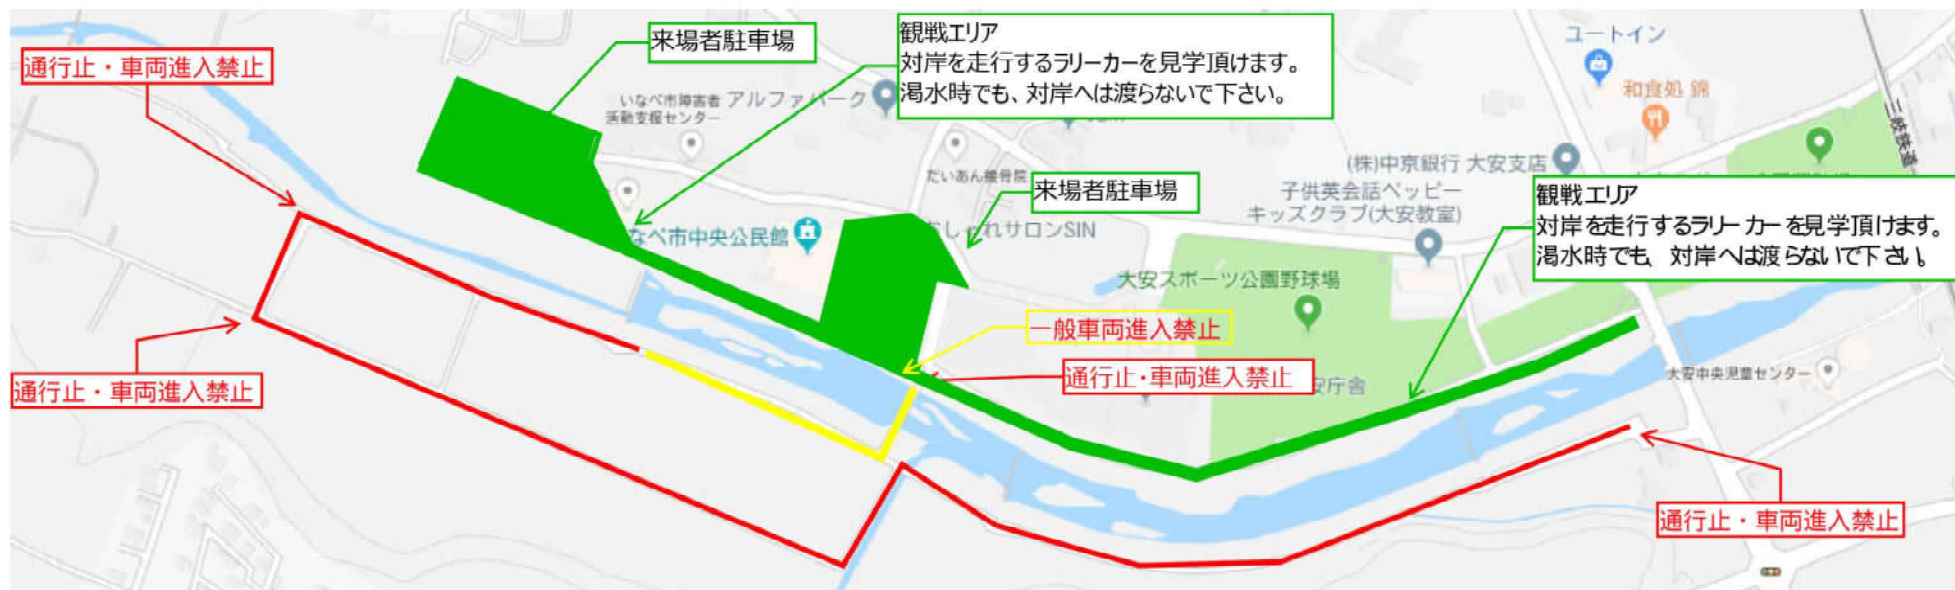 通行止・車両進入禁止
来場者駐車場
観戦エリア
対岸を走行するラリーカーを見学頂けます。
渇水時でも、対岸へは渡らないで下さい。
ユートイン
和食処 錦
三岐鉄道
いなべ市障害者
活動支援センター
アルファパーク
だいあん接骨院
(株)中京銀行 大安支店
子供英会話ペッピー
キッズクラブ(大安教室)
来場者駐車場
観戦エリア
対岸を走行するラリーカーを見学頂けます。
渇水時でも、対岸へは渡らないで下さい。
なべ市中央公民館
おしゃれサロンSIN
大安スポーツ公園野球場
一般車両進入禁止
通行止・車両進入禁止
安庁舎
大安中央児童センター
通行止・車両進入禁止
通行止・車両進入禁止